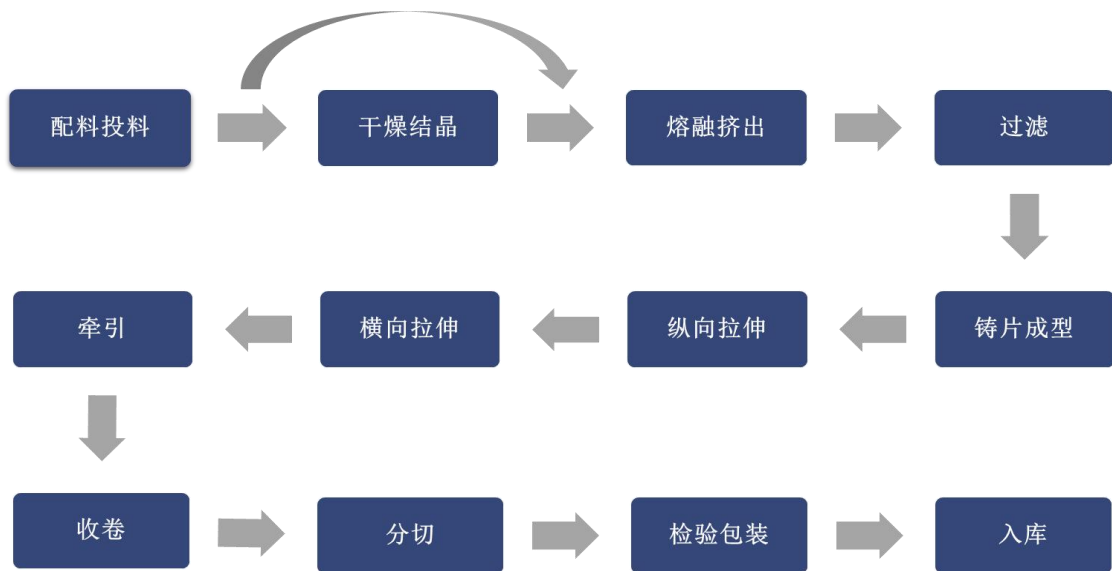 配料投料
干燥结晶
熔融挤出
过滤
铸片成型
纵向拉伸
横向拉伸
牵引
收卷
分切
检验包装
入库